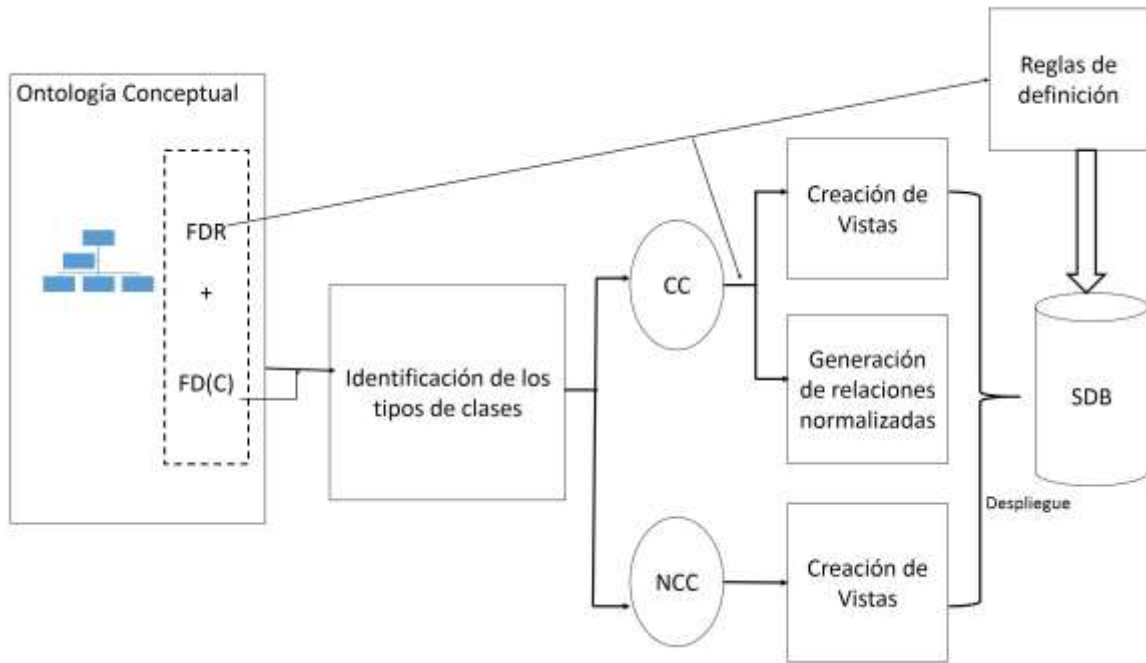 Ontología Conceptual
FDR
+
FD(C)
Identificación de los
tipos de clases
CC
NCC
Creación de
Vistas
Generación
de relaciones
normalizadas
Creación de
Vistas
Reglas de
definición
SDB
Despliegue